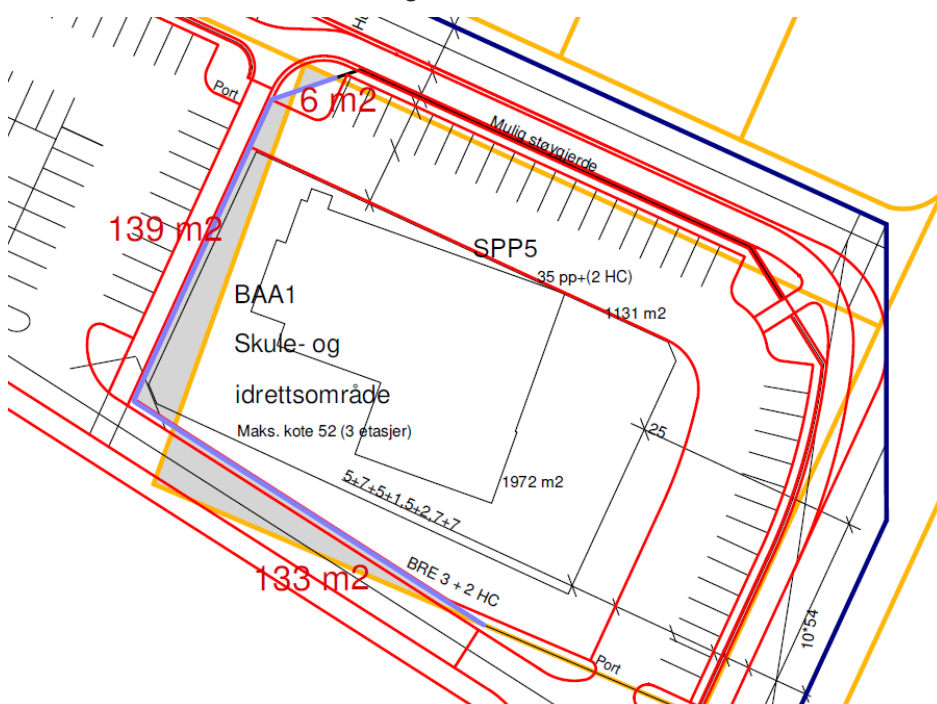 Port
6 m2
Mulig støvgjerde
139 m2
SPP5
35 pp+(2 HC)
BAA1
1131 m2
Skule- og
idrettsområde
Maks. kote 52 (3 etasjer)
25
1972 m2
5+7+5+1,5+2,7+7
BRE 3 + 2 HC
133 m2
10*54
Port